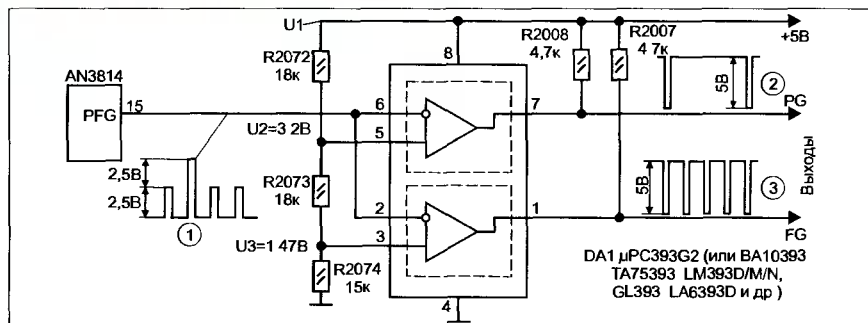 U1
+5В
R2072
18к
8
R2008
4,7к
R2007
4 7к
AN3814
PFG
15
U2=3 2В
6
5
7
5В
2
PG
2,5В
2,5В
1
R2073
18к
2
3
1
5В
3
Выходы
FG
U3=1 47В
R2074
15к
4
DA1 µPC393G2 (или BA10393
TA75393 LM393D/M/N,
GL393 LA6393D и др )